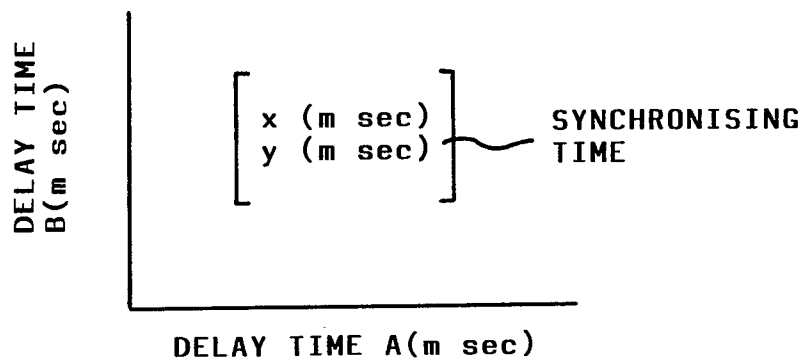 DELAY TIME
B(m sec)
x (m sec)
y (m sec)
SYNCHRONISING
TIME
DELAY TIME A(m sec)